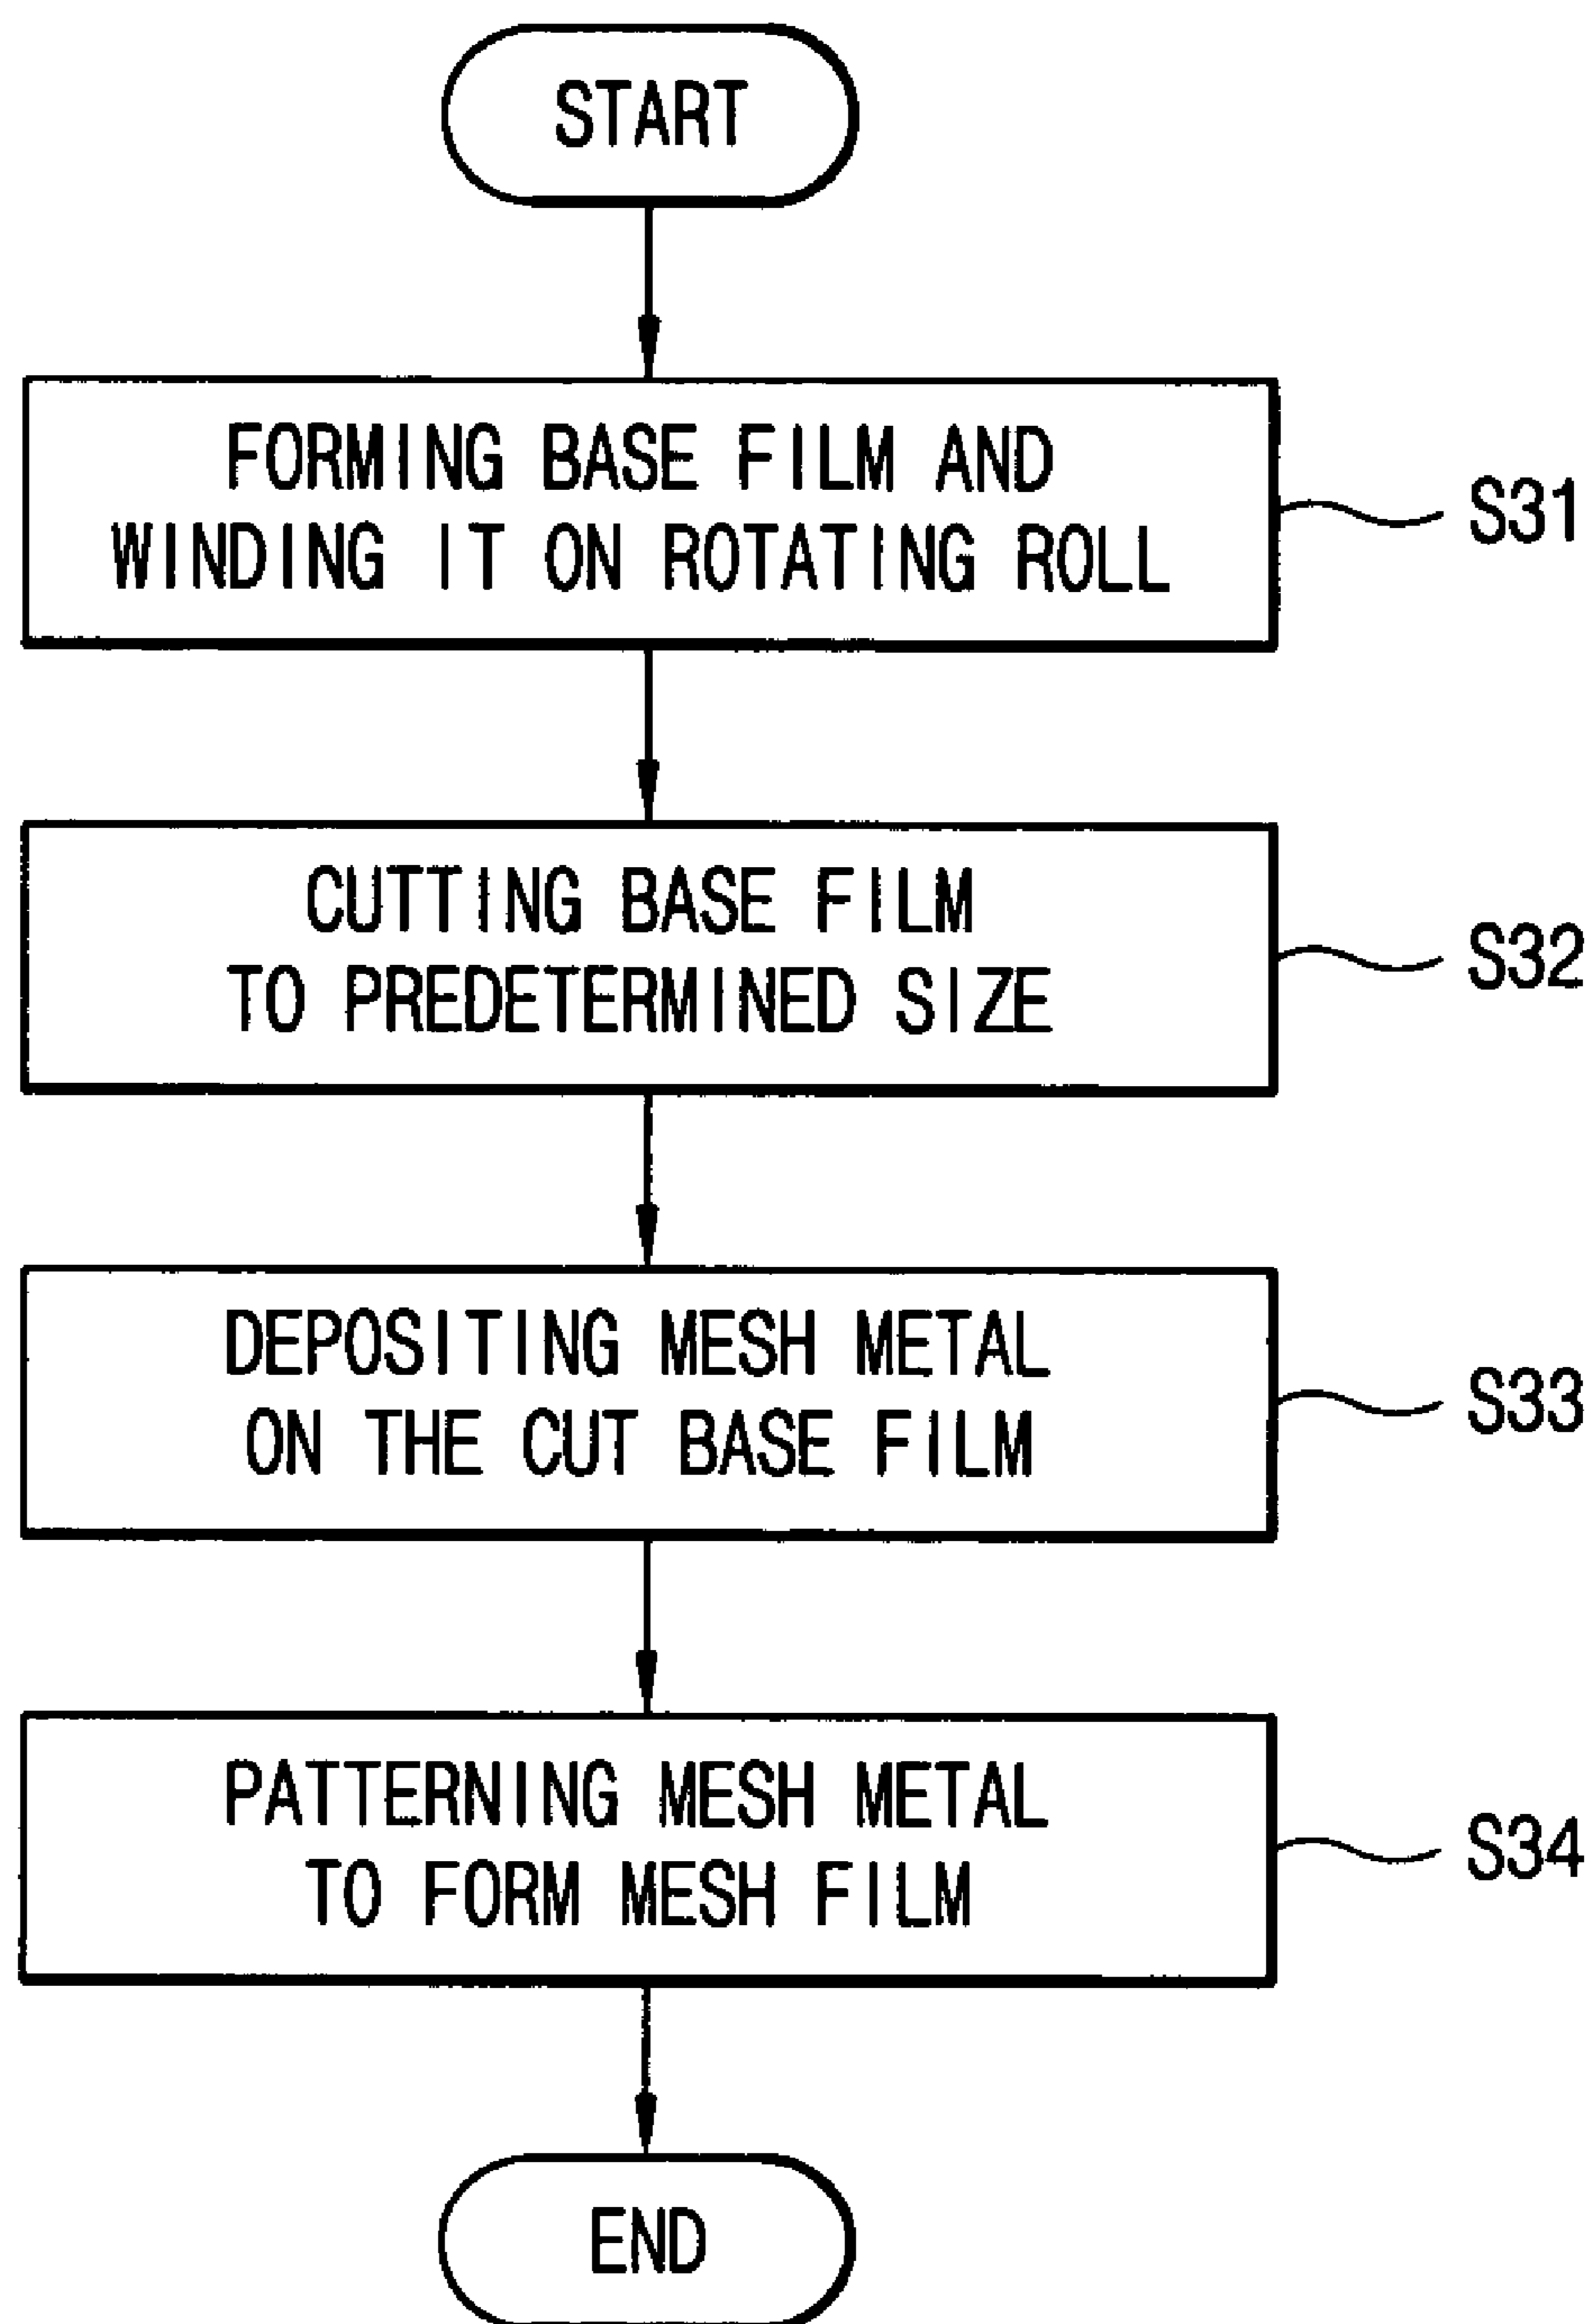 START
FORMING BASE FILM AND
WINDING IT ON ROTATING ROLL
S31
CUTTING BASE FILM
TO PREDETERMINED SIZE
S32
DEPOSITING MESH METAL
ON THE CUT BASE FILM
S33
PATTERNING MESH METAL
TO FORM MESH FILM
S34
END